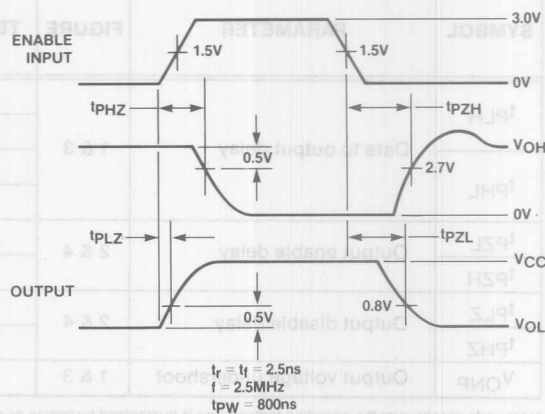 ENABLE
INPUT
3.0V
1.5V
1.5V
0V
tPHZ
tPZH
VOH
0.5V
2.7V
0V
tPLZ
tPZL
VCC
OUTPUT
0.5V
0.8V
VOL
tr = tf = 2.5ns
f = 2.5MHz
tPW = 800ns
SYMBOL
PARAMETER
FIGURE
TE
tPLH
Data to output delay
1 & 3
tPHL
tPZL
Output enable delay
2 & 4
tPZH
tPLZ
Output disable delay
2 & 4
tPHZ
VONP
1 & 3